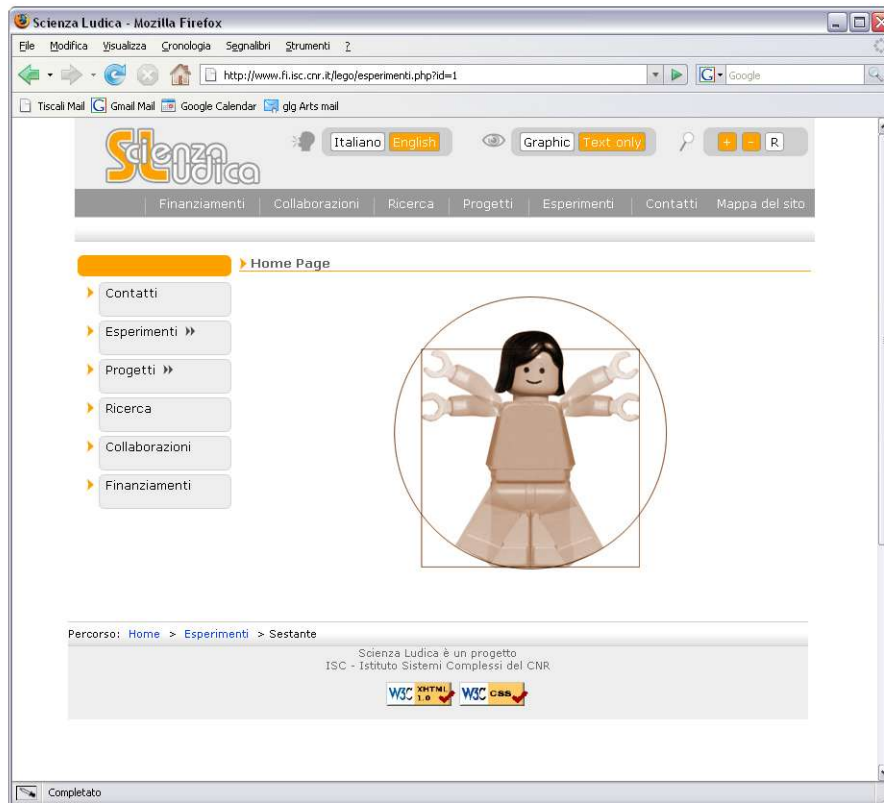 Scienza Ludica - Mozilla Firefox
File Modifica Visualizza Cronologia Segnalibri Strumenti ?
http://www.fi.isc.cnr.it/lego/esperimenti.php?id=1 G Google
Tiscali Mail G Gmail Mail Google Calendar glg Arts mail
Scienza Ludica
Italiano English Graphic Text only + - R
Finanziamenti | Collaborazioni | Ricerca | Progetti | Esperimenti | Contatti Mappa del sito
Home Page
Contatti
Esperimenti
Progetti
Ricerca
Collaborazioni
Finanziamenti
Percorso: Home > Esperimenti > Sestante
Scienza Ludica è un progetto
ISC - Istituto Sistemi Complessi del CNR
W3C XHTML 1.0 W3C CSS
Completato